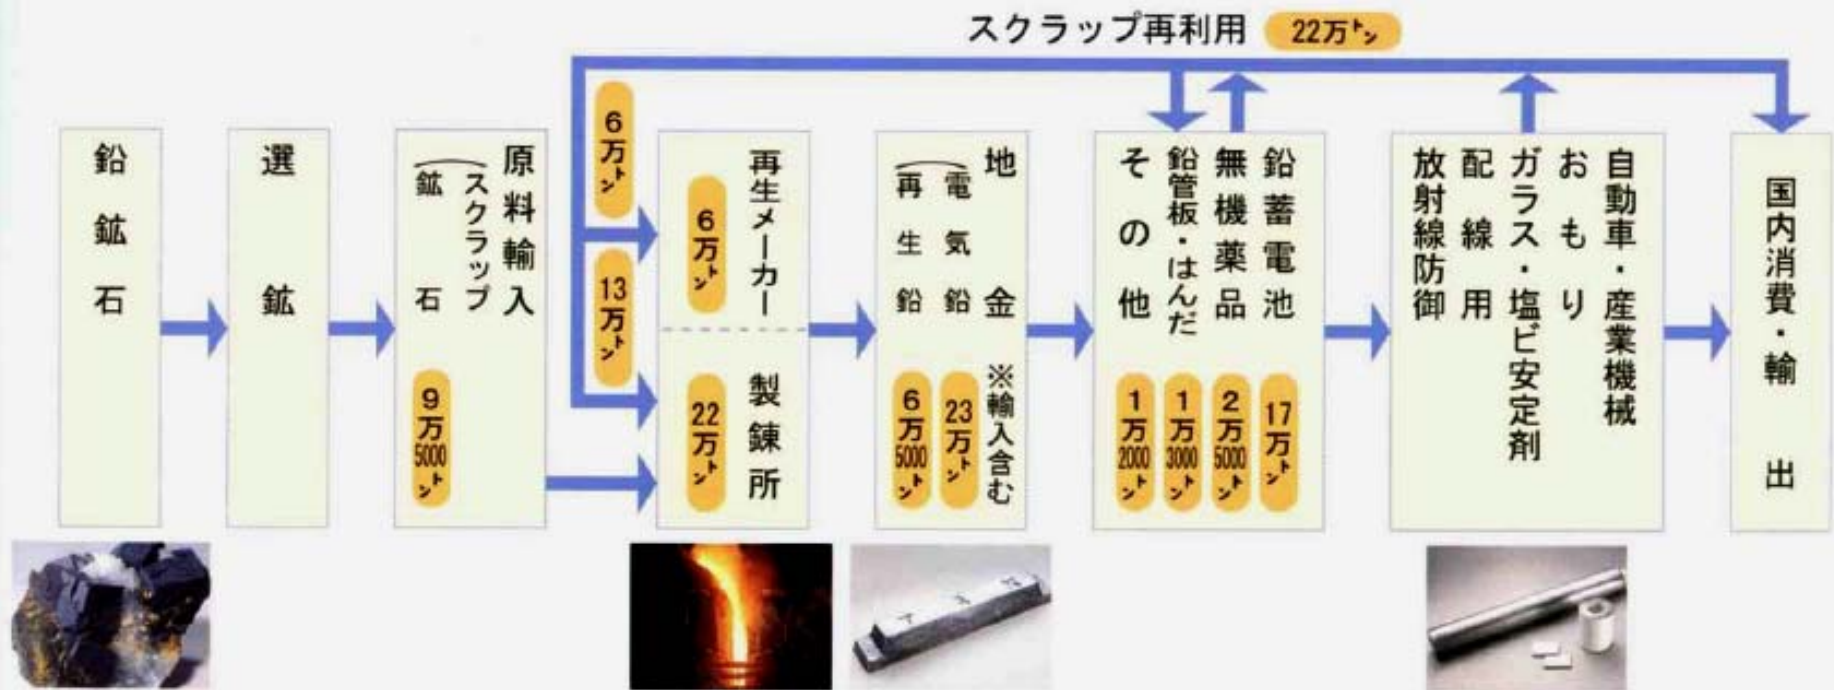 スクラップ再利用 22万トン
鉛鉱石
選鉱
原料輸入
(スクラップ
鉱石
9万5000トン
6万トン
13万トン
再生メーカー
6万トン
製錬所
22万トン
地金
(電気鉛
再生鉛
※輸入含む
23万トン
6万5000トン
鉛蓄電池
無機薬品
鉛管板・はんだ
その他
17万トン
2万5000トン
1万3000トン
1万2000トン
自動車・産業機械
おもり
ガラス・塩ビ安定剤
配線用
放射線防御
国内消費・輸出